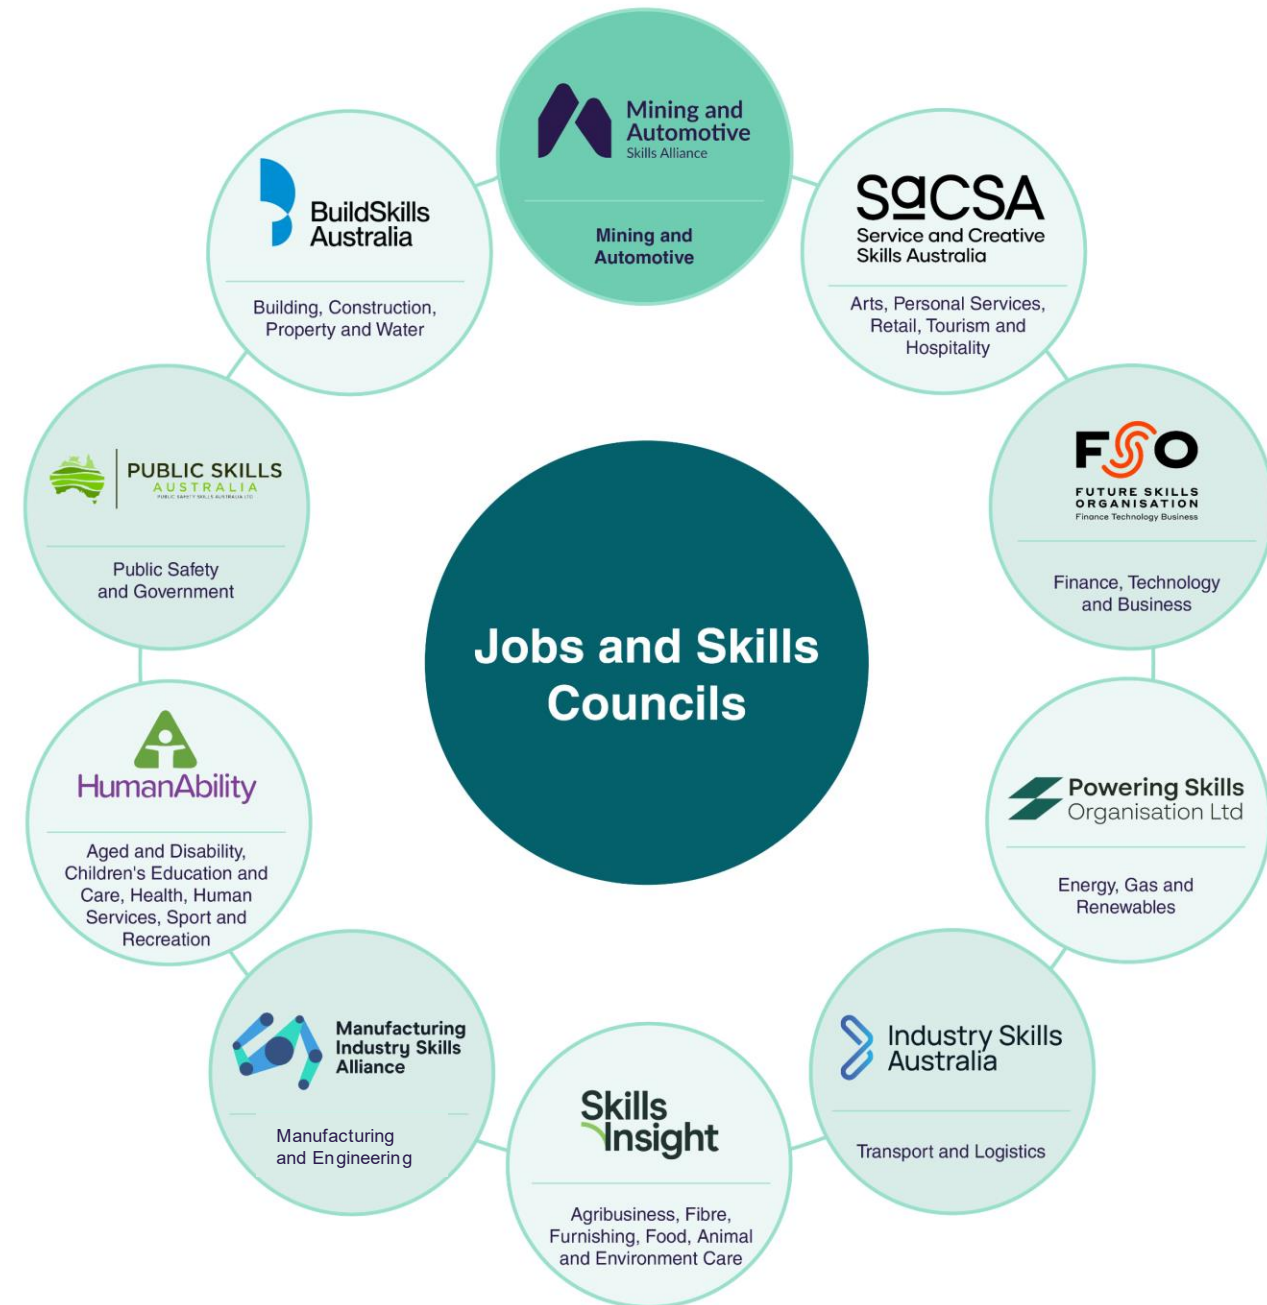 Mining and
Automotive
Skills Alliance
Mining and
Automotive
SaCSA
Service and Creative
Skills Australia
Arts, Personal Services,
Retail, Tourism and
Hospitality
FSO
FUTURE SKILLS
ORGANISATION
Finance Technology Business
Finance, Technology
and Business
Powering Skills
Organisation Ltd
Energy, Gas and
Renewables
Industry Skills
Australia
Transport and Logistics
Skills
Insight
Agribusiness, Fibre,
Furnishing, Food, Animal
and Environment Care
Manufacturing
Industry Skills
Alliance
Manufacturing
and Engineering
HumanAbility
Aged and Disability,
Children's Education and
Care, Health, Human
Services, Sport and
Recreation
PUBLIC SKILLS
AUSTRALIA
PUBLIC SAFETY SKILLS AUSTRALIA LTD
Public Safety
and Government
BuildSkills
Australia
Building, Construction,
Property and Water
Jobs and Skills
Councils